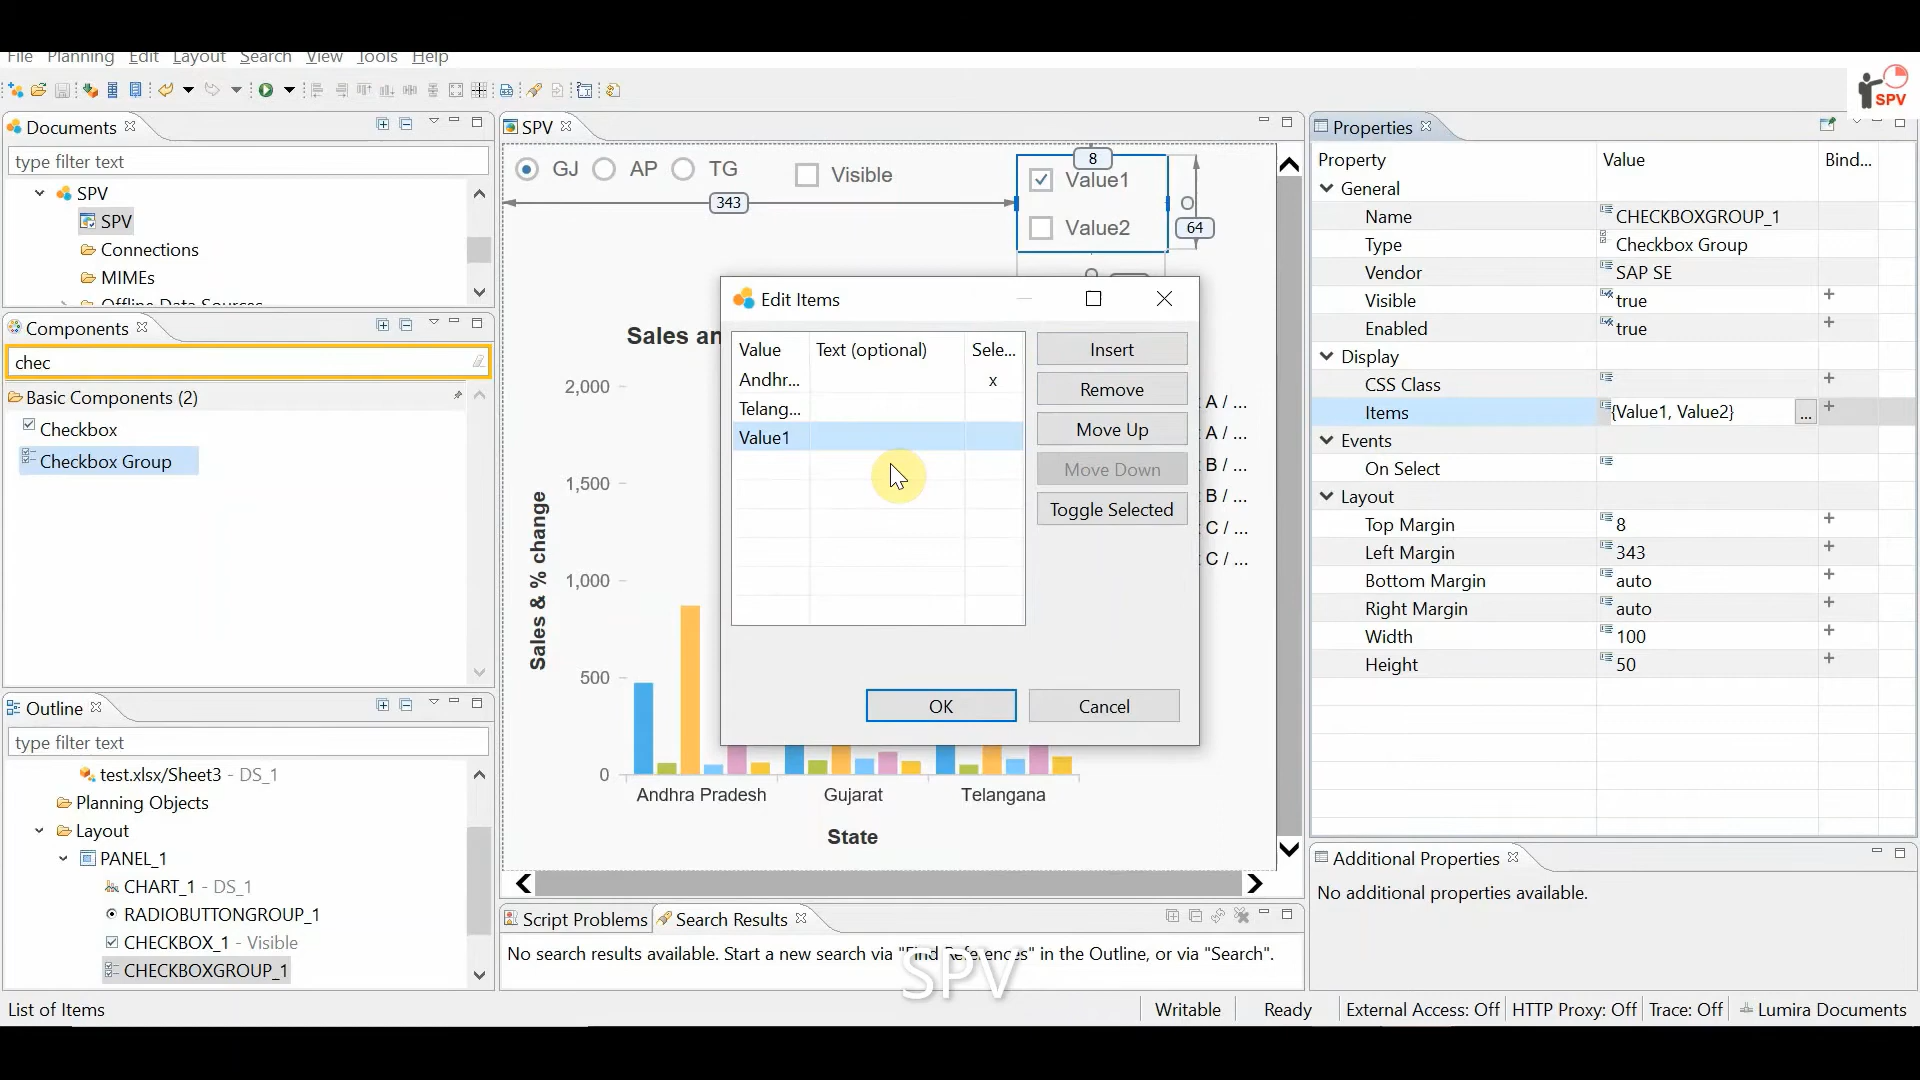 File Planning Edit Layout Search View Tools Help
SPV
Documents
type filter text
SPV
SPV
Connections
MIMEs
Offline Data Sources
Components
chec
Basic Components (2)
Checkbox
Checkbox Group
Outline
type filter text
test.xlsx/Sheet3 - DS_1
Planning Objects
Layout
PANEL_1
CHART_1 - DS_1
RADIOBUTTONGROUP_1
CHECKBOX_1 - Visible
CHECKBOXGROUP_1
List of Items
SPV
GJ AP TG Visible
343
8
Value1
Value2
64
Sales an
2,000
1,500
1,000
500
0
Sales & % change
Andhra Pradesh Gujarat Telangana
State
A / ...
A / ...
B / ...
B / ...
C / ...
C / ...
Edit Items
Value Text (optional) Sele...
Andhr... x
Telang...
Value1
Insert
Remove
Move Up
Move Down
Toggle Selected
OK Cancel
Script Problems Search Results
No search results available. Start a new search via "Find References" in the Outline, or via "Search".
SPV
Properties
Property Value Bind...
General
Name CHECKBOXGROUP_1
Type Checkbox Group
Vendor SAP SE
Visible true
Enabled true
Display
CSS Class
Items {Value1, Value2} ...
Events
On Select
Layout
Top Margin 8
Left Margin 343
Bottom Margin auto
Right Margin auto
Width 100
Height 50
Additional Properties
No additional properties available.
Writable Ready External Access: Off HTTP Proxy: Off Trace: Off Lumira Documents